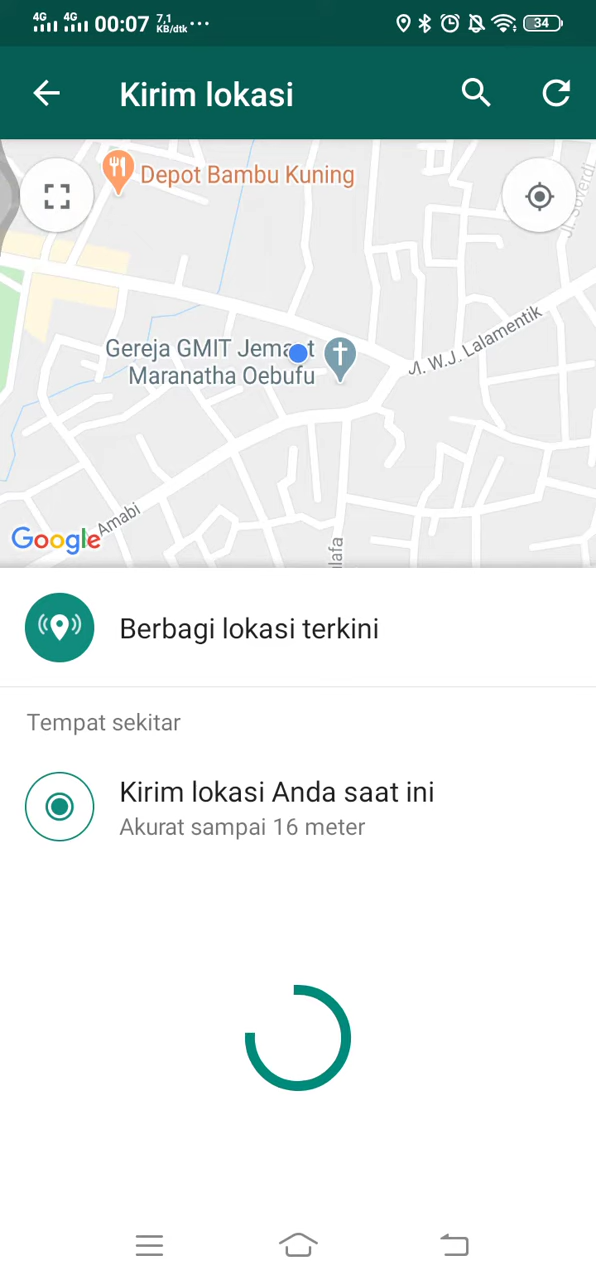 4G 4G 00:07 7,1 KB/dtk ... 34
Kirim lokasi
Depot Bambu Kuning
Gereja GMIT Jemaat
Maranatha Oebufu
Jl. W.J. Lalamentik
Amabi
Google
Berbagi lokasi terkini
Tempat sekitar
Kirim lokasi Anda saat ini
Akurat sampai 16 meter